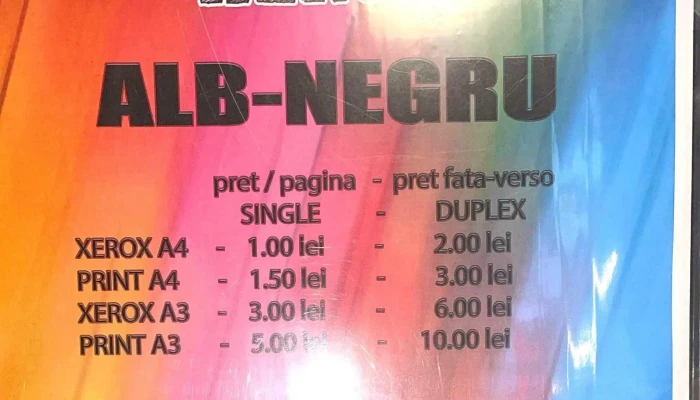 ALB-NEGRU
pret / pagina - pret fata-verso
SINGLE - DUPLEX
XEROX A4 - 1.00 lei - 2.00 lei
PRINT A4 - 1.50 lei - 3.00 lei
XEROX A3 - 3.00 lei - 6.00 lei
PRINT A3 - 5.00 lei - 10.00 lei